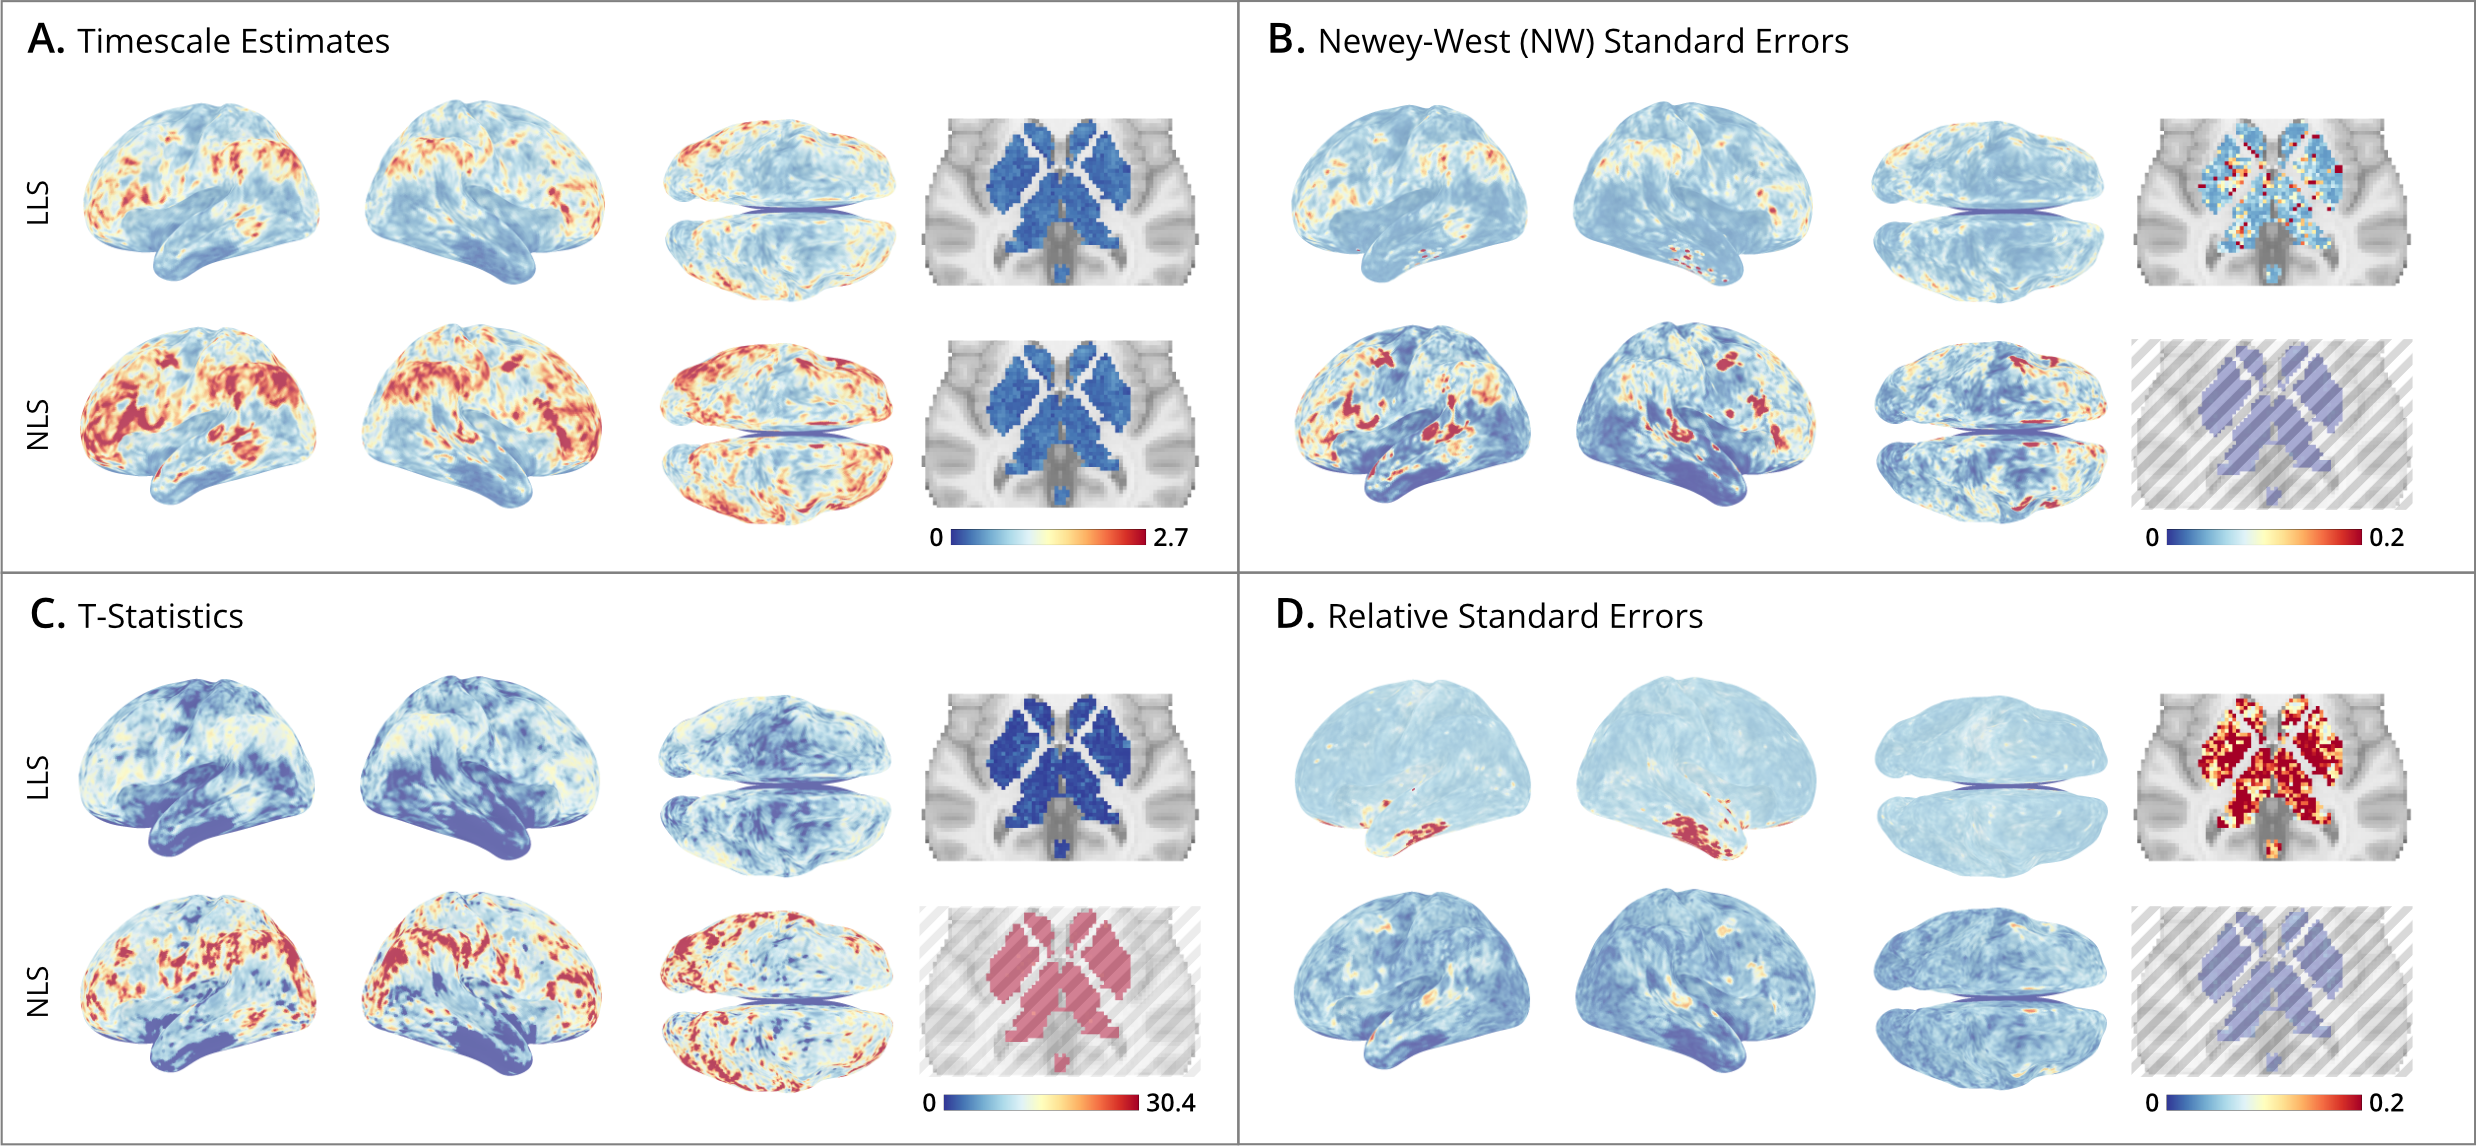 A. Timescale Estimates
LLS
NLS
0 2.7
B. Newey-West (NW) Standard Errors
0 0.2
C. T-Statistics
LLS
NLS
0 30.4
D. Relative Standard Errors
0 0.2